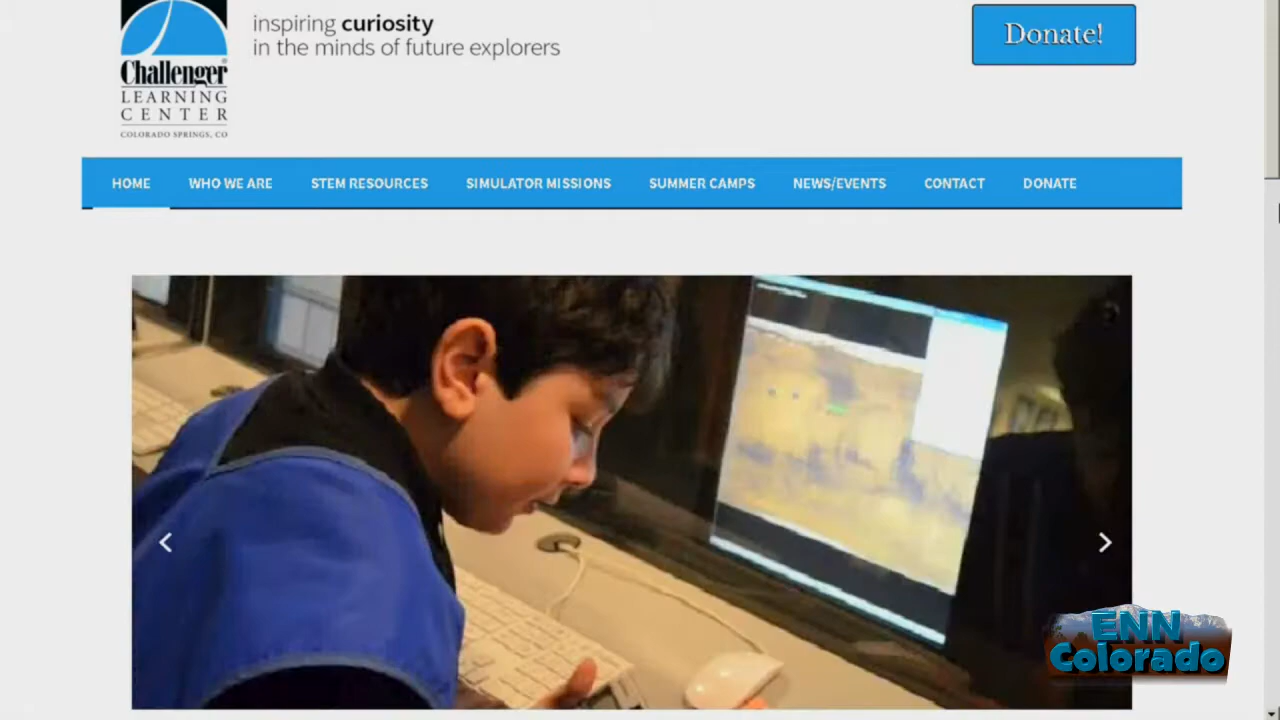 inspiring curiosity
in the minds of future explorers
Donate!
Challenger
LEARNING
CENTER
COLORADO SPRINGS, CO
HOME WHO WE ARE STEM RESOURCES SIMULATOR MISSIONS SUMMER CAMPS NEWS/EVENTS CONTACT DONATE
ENN
Colorado